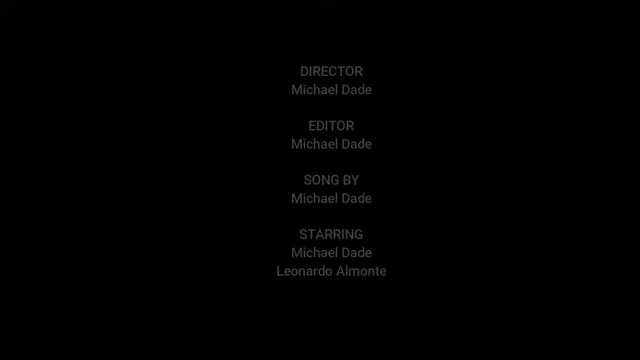 DIRECTOR
Michael Dade
EDITOR
Michael Dade
SONG BY
Michael Dade
STARRING
Michael Dade
Leonardo Almonte